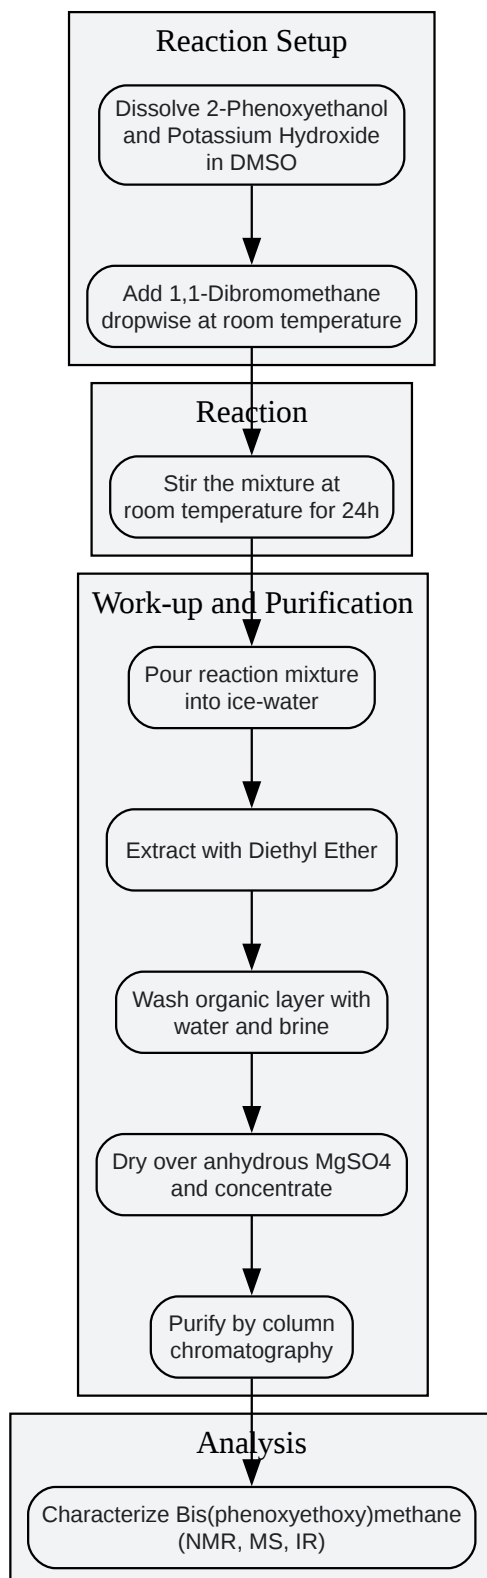 Reaction Setup
Dissolve 2-Phenoxyethanol
and Potassium Hydroxide
in DMSO
Add 1,1-Dibromomethane
dropwise at room temperature
Reaction
Stir the mixture at
room temperature for 24h
Work-up and Purification
Pour reaction mixture
into ice-water
Extract with Diethyl Ether
Wash organic layer with
water and brine
Dry over anhydrous MgSO4
and concentrate
Purify by column
chromatography
Analysis
Characterize Bis(phenoxyethoxy)methane
(NMR, MS, IR)